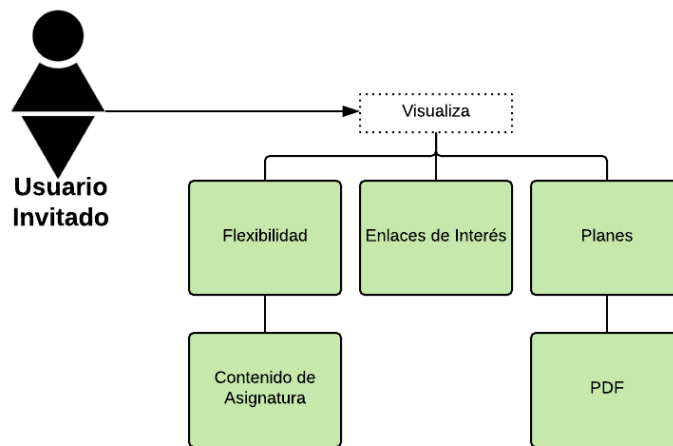 Visualiza
Usuario
Invitado
Flexibilidad
Enlaces de Interés
Planes
Contenido de
Asignatura
PDF